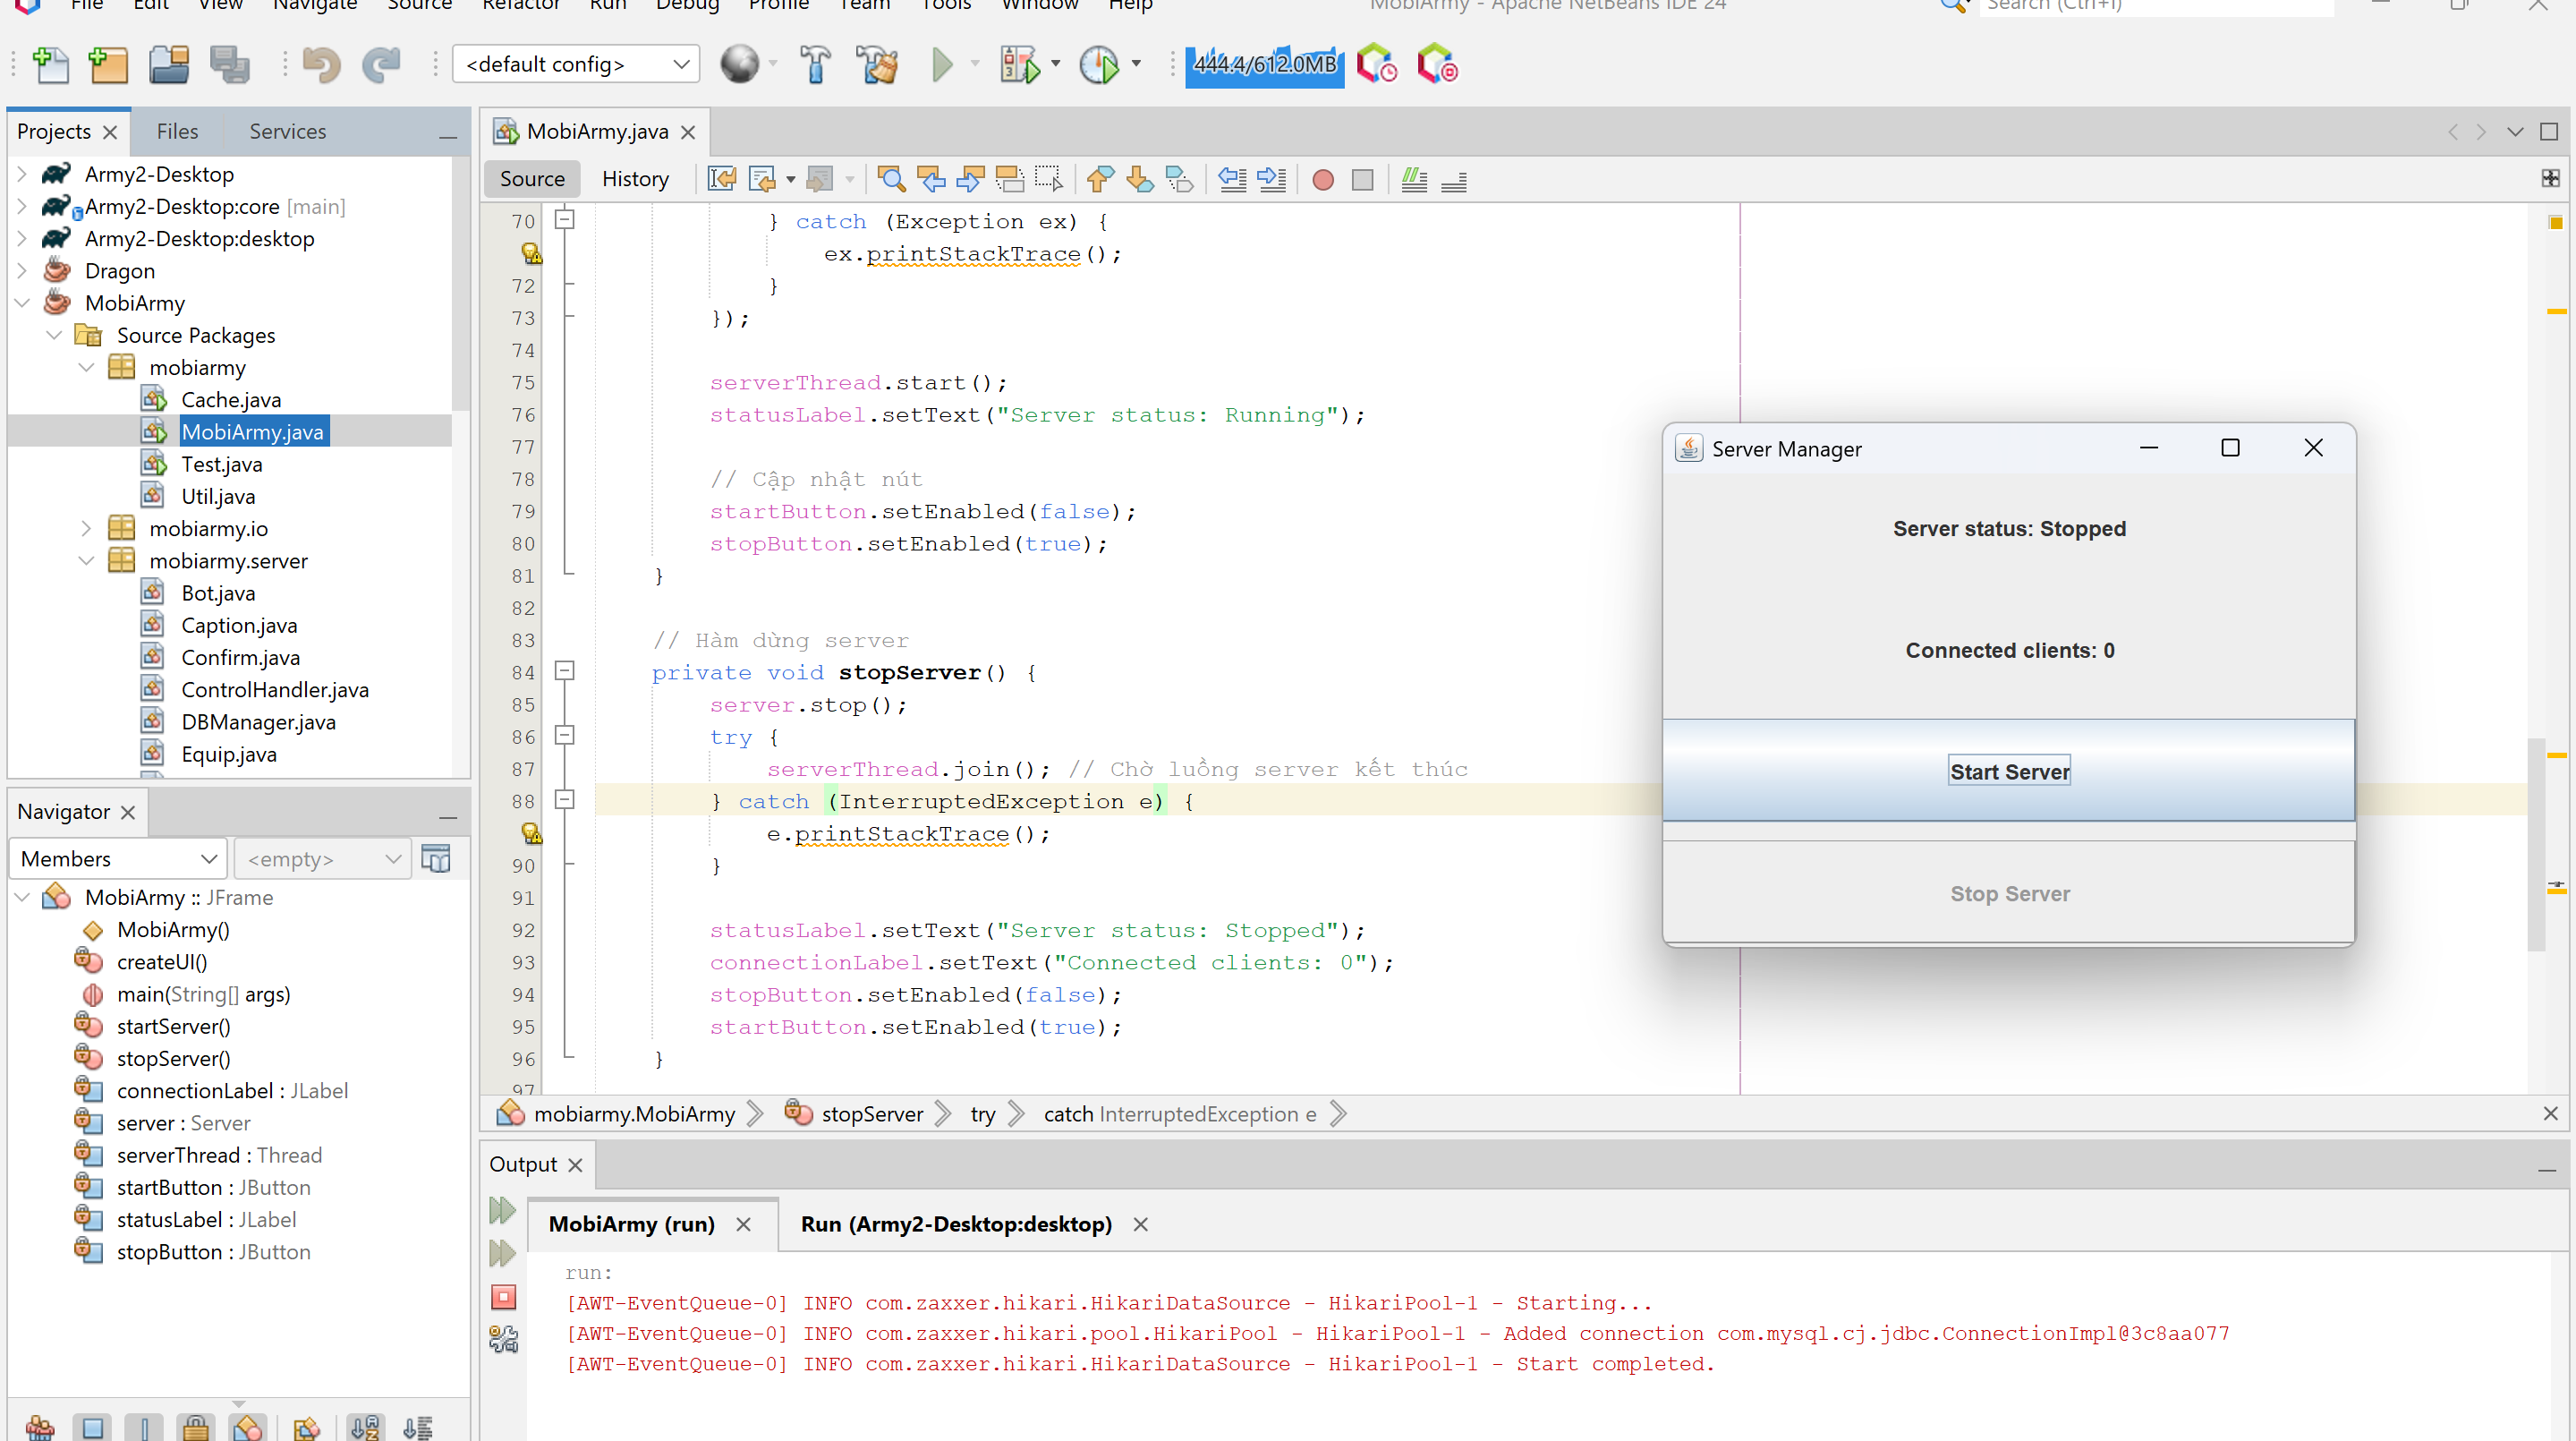 File Edit View Navigate Source Refactor Run Debug Profile Team Tools Window Help
MobiArmy - Apache NetBeans IDE 24
Search (Ctrl+I)
<default config>
444.4/612.0MB
Projects
Files
Services
Army2-Desktop
Army2-Desktop:core [main]
Army2-Desktop:desktop
Dragon
MobiArmy
Source Packages
mobiarmy
Cache.java
MobiArmy.java
Test.java
Util.java
mobiarmy.io
mobiarmy.server
Bot.java
Caption.java
Confirm.java
ControlHandler.java
DBManager.java
Equip.java
Navigator
Members
<empty>
MobiArmy :: JFrame
MobiArmy()
createUI()
main(String[] args)
startServer()
stopServer()
connectionLabel : JLabel
server : Server
serverThread : Thread
startButton : JButton
statusLabel : JLabel
stopButton : JButton
MobiArmy.java
Source
History
70 } catch (Exception ex) {
ex.printStackTrace();
72 }
73 });
74
75 serverThread.start();
76 statusLabel.setText("Server status: Running");
77
78 // Cập nhật nút
79 startButton.setEnabled(false);
80 stopButton.setEnabled(true);
81 }
82
83 // Hàm dừng server
84 private void stopServer() {
85 server.stop();
86 try {
87 serverThread.join(); // Chờ luồng server kết thúc
88 } catch (InterruptedException e) {
e.printStackTrace();
90 }
91
92 statusLabel.setText("Server status: Stopped");
93 connectionLabel.setText("Connected clients: 0");
94 stopButton.setEnabled(false);
95 startButton.setEnabled(true);
96 }
97
mobiarmy.MobiArmy
stopServer
try
catch InterruptedException e
Server Manager
Server status: Stopped
Connected clients: 0
Start Server
Stop Server
Output
MobiArmy (run)
Run (Army2-Desktop:desktop)
run:
[AWT-EventQueue-0] INFO com.zaxxer.hikari.HikariDataSource - HikariPool-1 - Starting...
[AWT-EventQueue-0] INFO com.zaxxer.hikari.pool.HikariPool - HikariPool-1 - Added connection com.mysql.cj.jdbc.ConnectionImpl@3c8aa077
[AWT-EventQueue-0] INFO com.zaxxer.hikari.HikariDataSource - HikariPool-1 - Start completed.